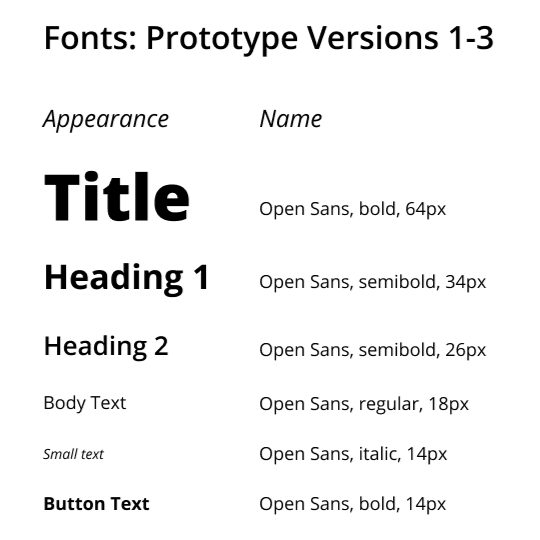 Fonts: Prototype Versions 1-3
Appearance Name
Title Open Sans, bold, 64px
Heading 1 Open Sans, semibold, 34px
Heading 2 Open Sans, semibold, 26px
Body Text Open Sans, regular, 18px
Small text Open Sans, italic, 14px
Button Text Open Sans, bold, 14px